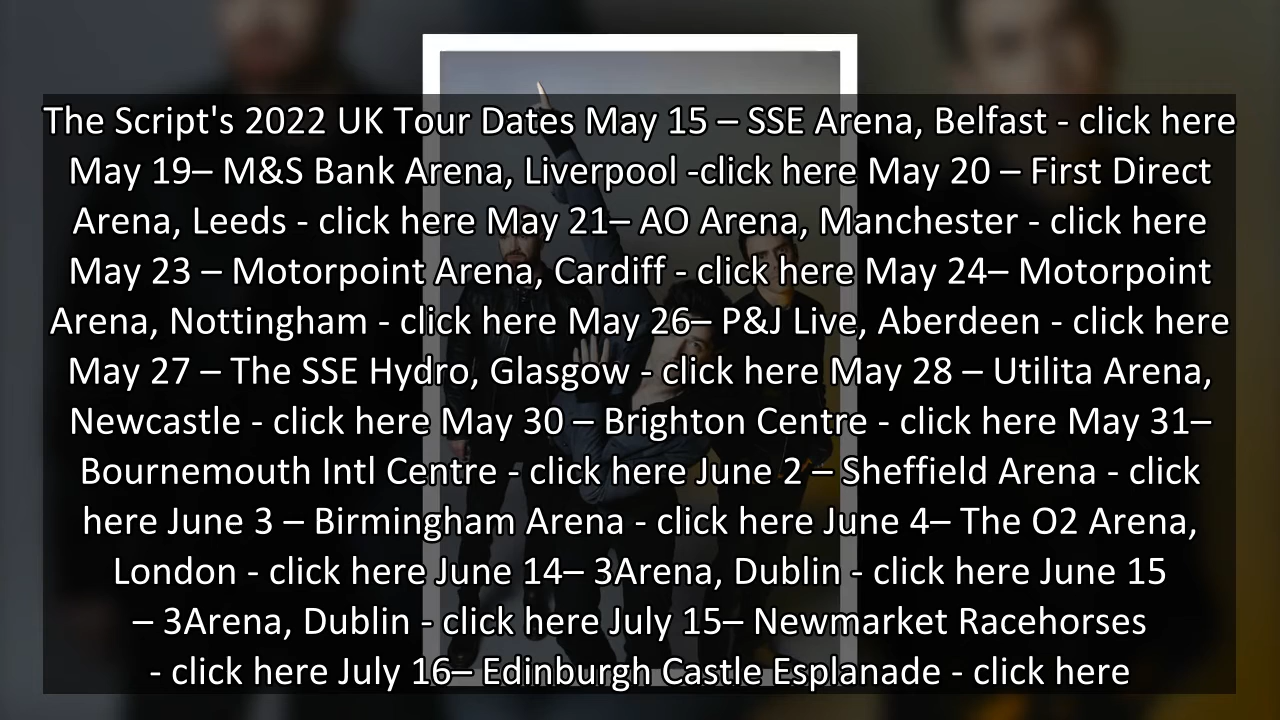 The Script's 2022 UK Tour Dates May 15 – SSE Arena, Belfast - click here
May 19– M&S Bank Arena, Liverpool -click here May 20 – First Direct
Arena, Leeds - click here May 21– AO Arena, Manchester - click here
May 23 – Motorpoint Arena, Cardiff - click here May 24– Motorpoint
Arena, Nottingham - click here May 26– P&J Live, Aberdeen - click here
May 27 – The SSE Hydro, Glasgow - click here May 28 – Utilita Arena,
Newcastle - click here May 30 – Brighton Centre - click here May 31–
Bournemouth Intl Centre - click here June 2 – Sheffield Arena - click
here June 3 – Birmingham Arena - click here June 4– The O2 Arena,
London - click here June 14– 3Arena, Dublin - click here June 15
– 3Arena, Dublin - click here July 15– Newmarket Racehorses
- click here July 16– Edinburgh Castle Esplanade - click here